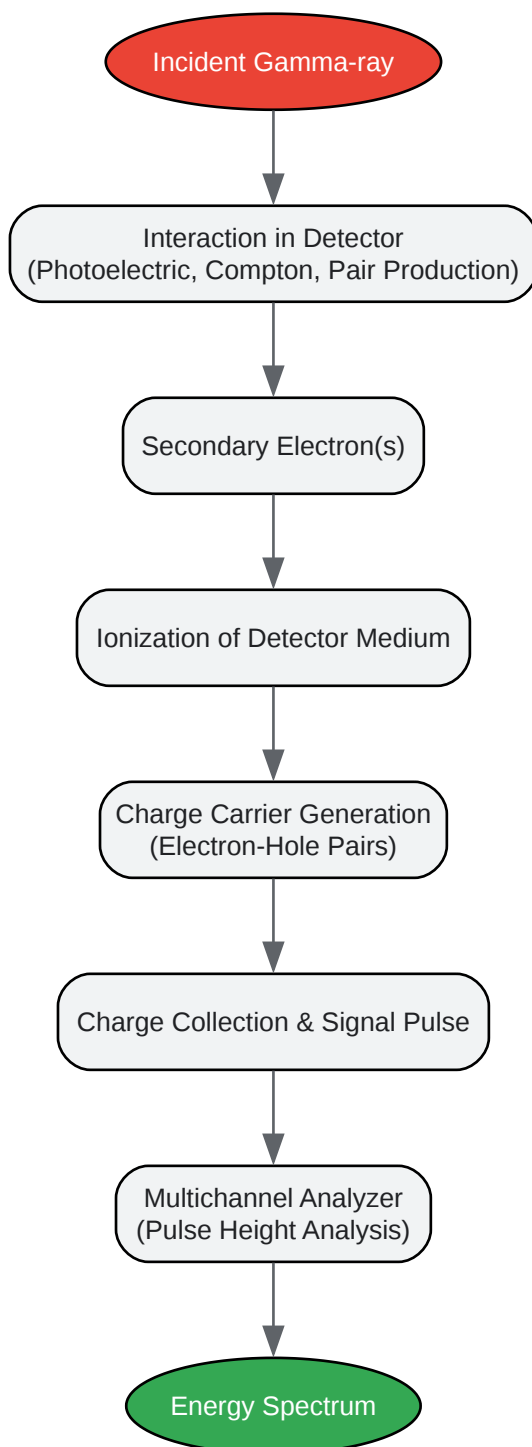 Incident Gamma-ray
Interaction in Detector
(Photoelectric, Compton, Pair Production)
Secondary Electron(s)
Ionization of Detector Medium
Charge Carrier Generation
(Electron-Hole Pairs)
Charge Collection & Signal Pulse
Multichannel Analyzer
(Pulse Height Analysis)
Energy Spectrum